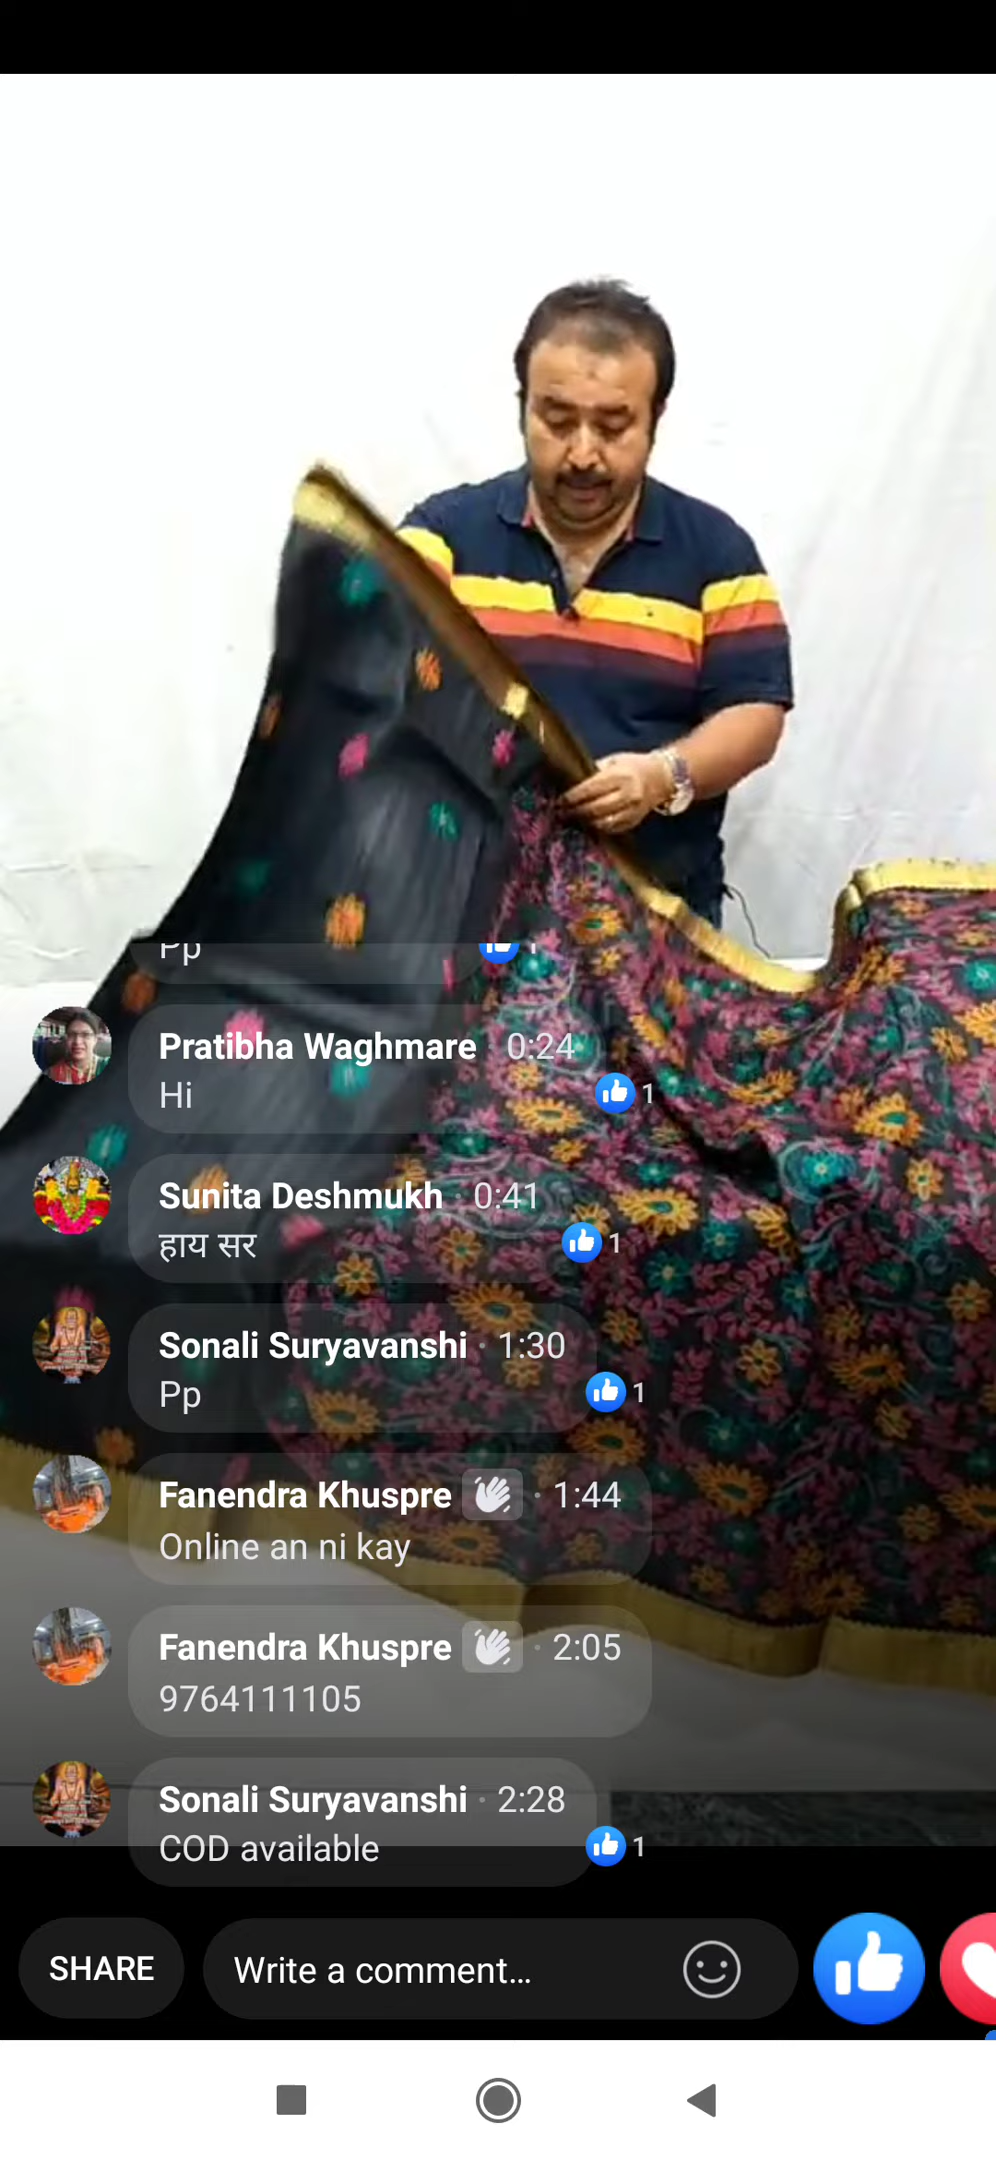 Pp
1
Pratibha Waghmare · 0:24
Hi
1
Sunita Deshmukh · 0:41
हाय सर
1
Sonali Suryavanshi · 1:30
Pp
1
Fanendra Khuspre · 1:44
Online an ni kay
Fanendra Khuspre · 2:05
9764111105
Sonali Suryavanshi · 2:28
COD available
1
SHARE
Write a comment...